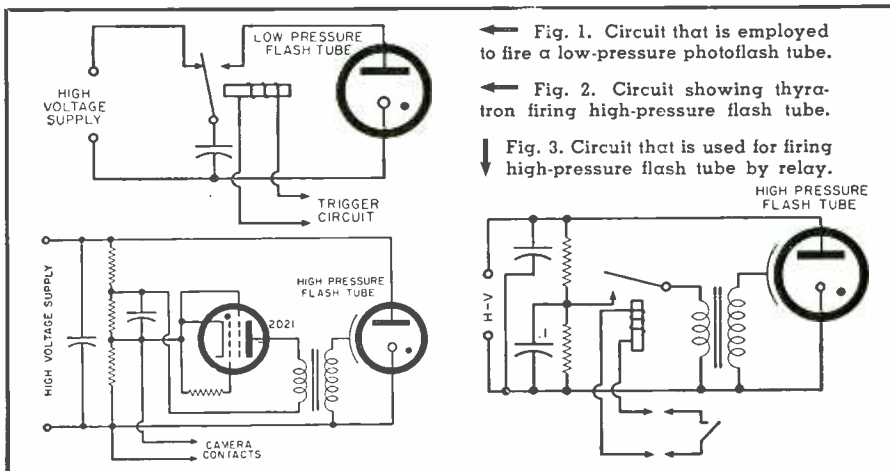 LOW PRESSURE
FLASH TUBE
HIGH
VOLTAGE
SUPPLY
TRIGGER
CIRCUIT
Fig. 1. Circuit that is employed
to fire a low-pressure photoflash tube.
Fig. 2. Circuit showing thyra-
tron firing high-pressure flash tube.
Fig. 3. Circuit that is used for firing
high-pressure flash tube by relay.
HIGH VOLTAGE SUPPLY
2021
HIGH PRESSURE
FLASH TUBE
CAMERA
CONTACTS
HIGH PRESSURE
FLASH TUBE
H-V
.1